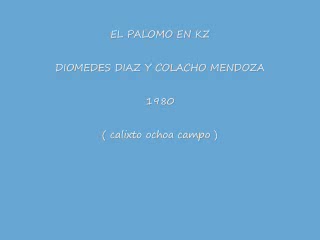 EL PALOMO EN KZ
DIOMEDES DIAZ Y COLACHO MENDOZA
1980
( calixto ochoa campo )